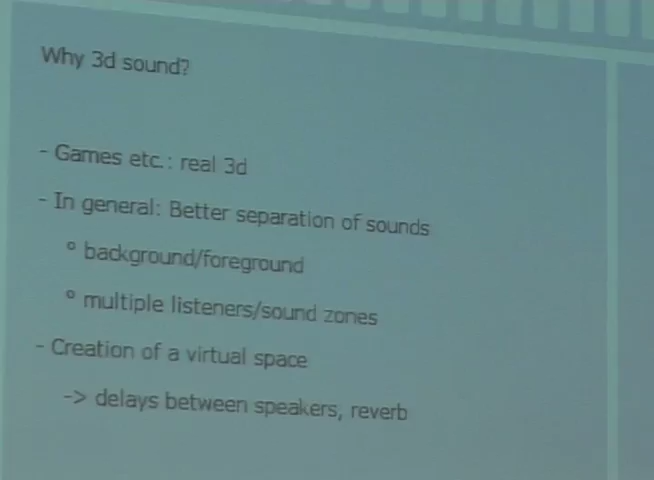 Why 3d sound?
- Games etc.: real 3d
- In general: Better separation of sounds
° background/foreground
° multiple listeners/sound zones
- Creation of a virtual space
-> delays between speakers, reverb